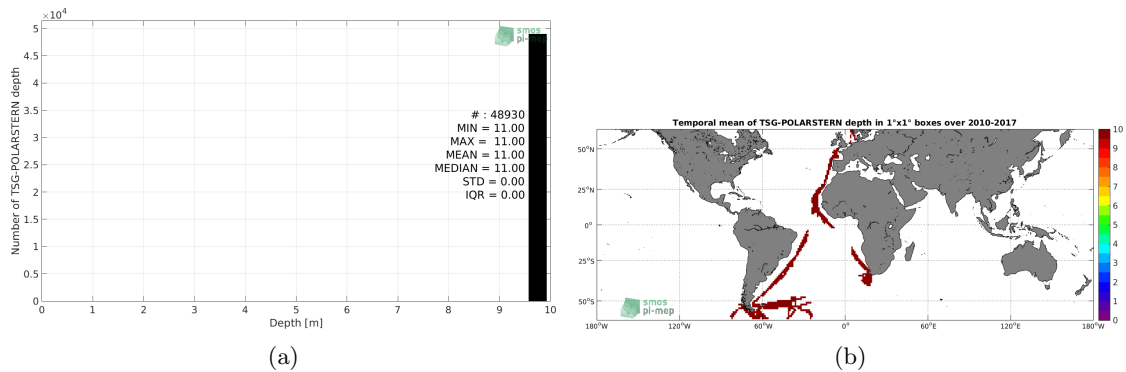 ×10⁴
5
4.5
4
3.5
3
2.5
2
1.5
1
0.5
0
Number of TSG-POLARSTERN depth
smos
pi-mep
# : 48930
MIN = 11.00
MAX = 11.00
MEAN = 11.00
MEDIAN = 11.00
STD = 0.00
IQR = 0.00
0 1 2 3 4 5 6 7 8 9 10
Depth [m]
(a)
Temporal mean of TSG-POLARSTERN depth in 1°x1° boxes over 2010-2017
50°N
25°N
0°
25°S
50°S
smos
pi-mep
180°W 120°W 60°W 0° 60°E 120°E 180°W
10
9
8
7
6
5
4
3
2
1
0
(b)